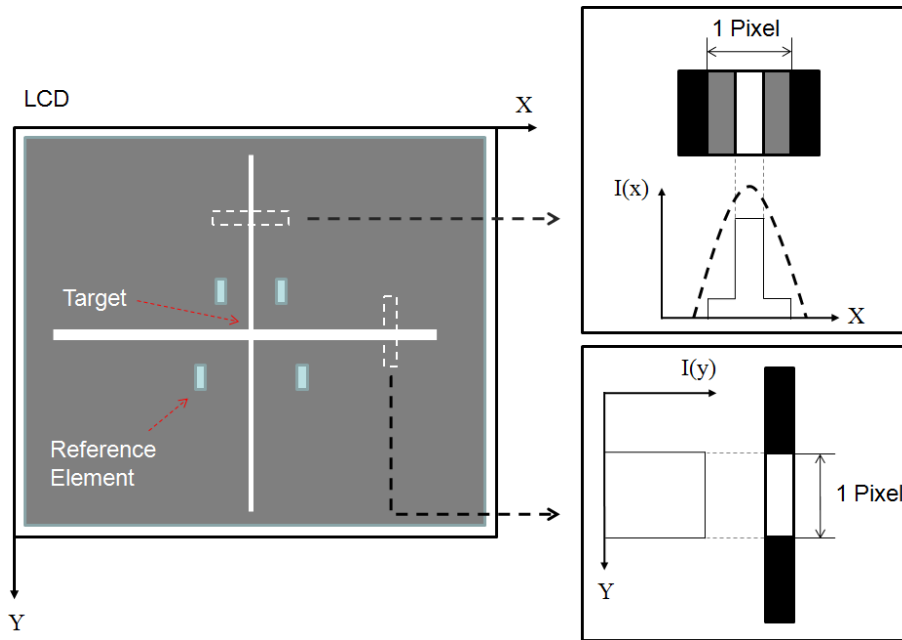 LCD
X
Target
Reference
Element
Y
1 Pixel
I(x)
X
I(y)
1 Pixel
Y